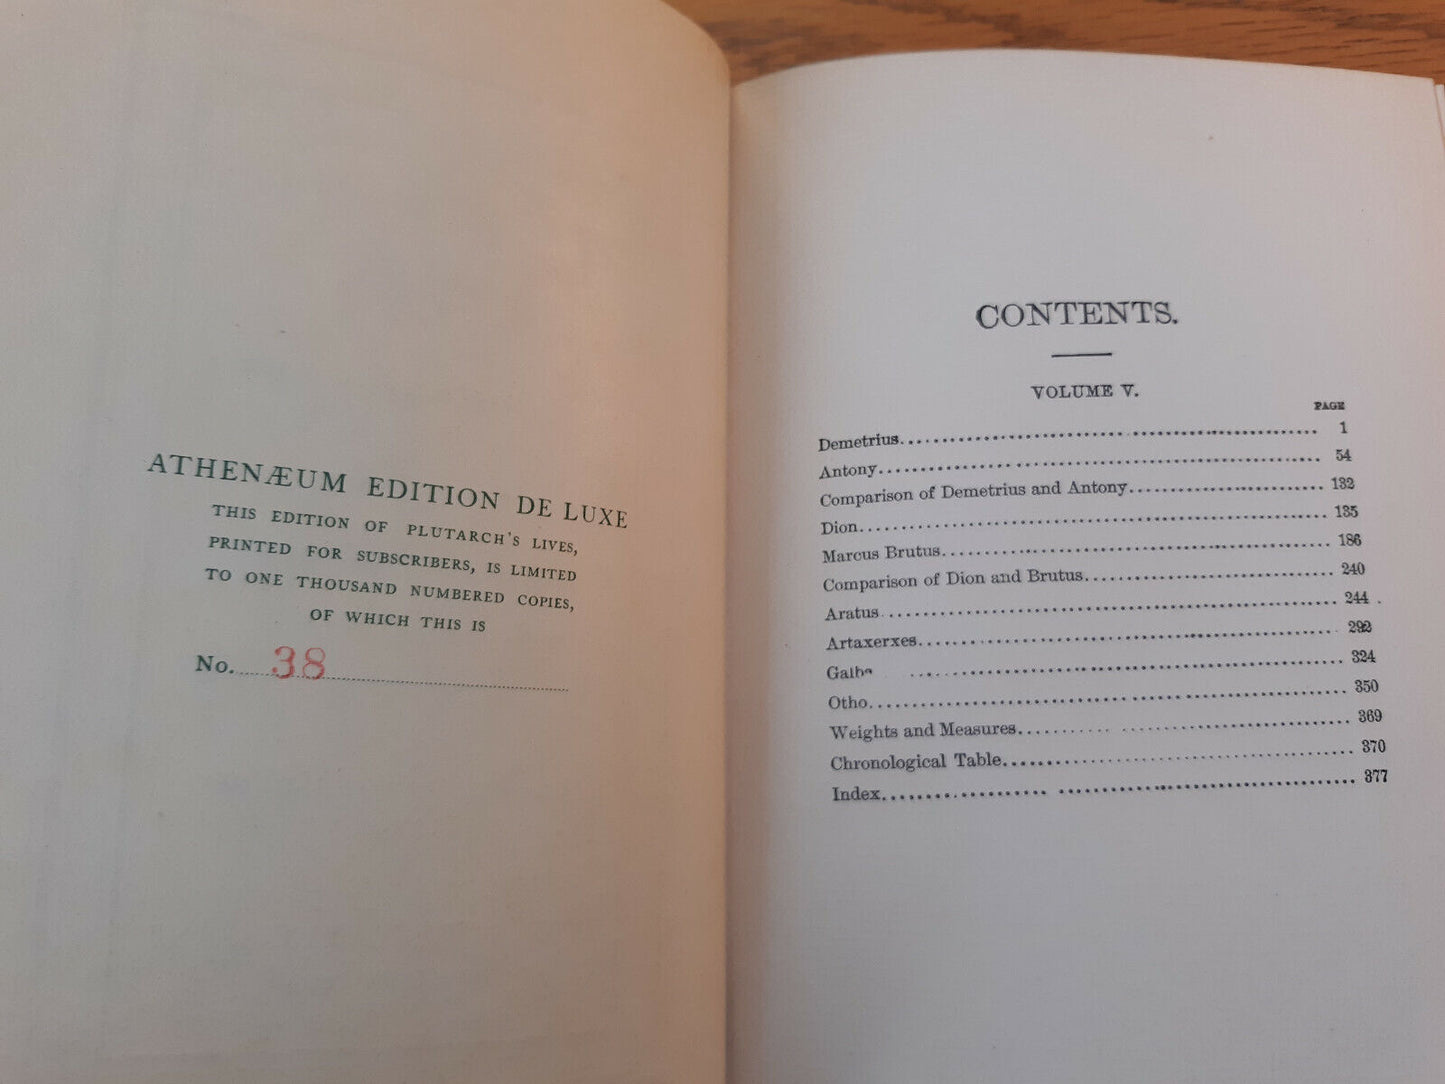 ATHENÆUM EDITION DE LUXE
THIS EDITION OF PLUTARCH'S LIVES,
PRINTED FOR SUBSCRIBERS, IS LIMITED
TO ONE THOUSAND NUMBERED COPIES,
OF WHICH THIS IS
No. 38
CONTENTS.
VOLUME V.
PAGE
Demetrius 1
Antony 54
Comparison of Demetrius and Antony 132
Dion 135
Marcus Brutus 186
Comparison of Dion and Brutus 240
Aratus 244
Artaxerxes 292
Galba 324
Otho 350
Weights and Measures 369
Chronological Table 370
Index 377